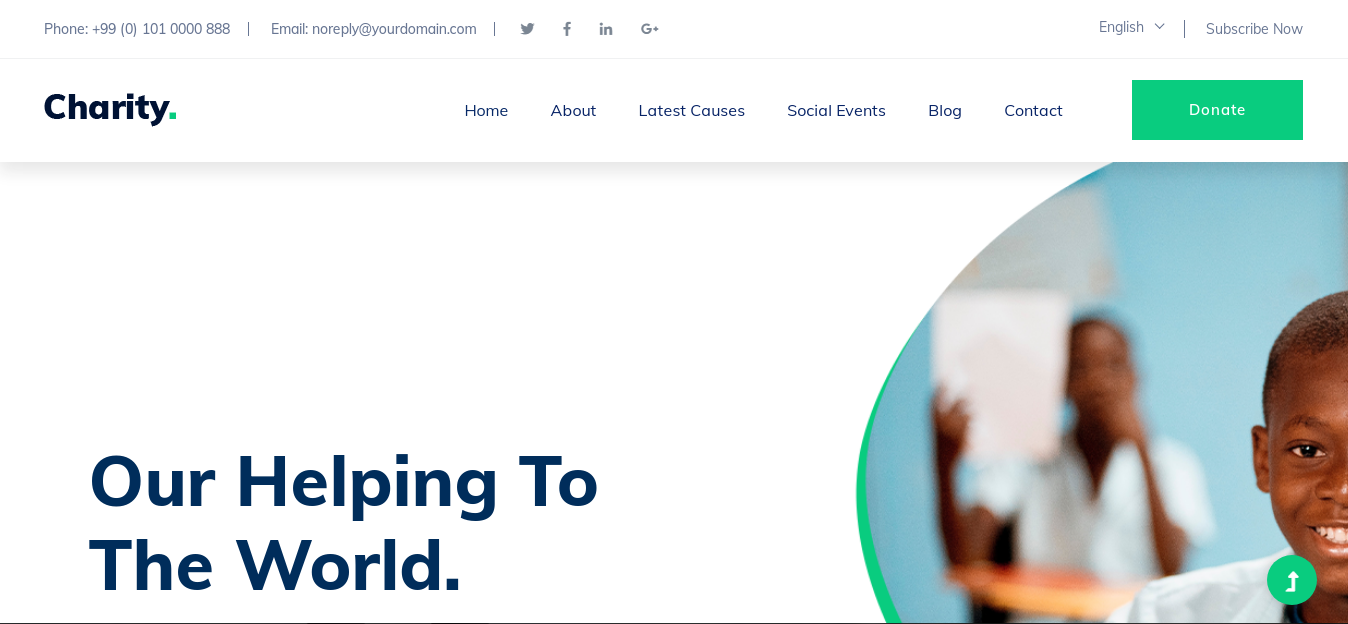 Phone: +99 (0) 101 0000 888 Email: noreply@yourdomain.com English Subscribe Now
Charity. Home About Latest Causes Social Events Blog Contact Donate
Our Helping To
The World.